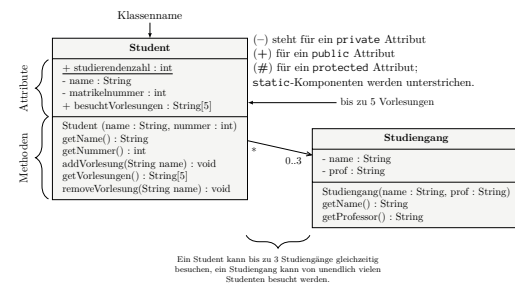 Klassenname
Student
+ studierendenzahl : int
- name : String
- matrikelnummer : int
+ besuchtVorlesungen : String[5]
Student (name : String, nummer : int)
getName() : String
getNummer() : int
addVorlesung(String name) : void
getVorlesungen() : String[5]
removeVorlesung(String name) : void
Attribute
Methoden
(–) steht für ein private Attribut
(+) für ein public Attribut
(#) für ein protected Attribut;
static-Komponenten werden unterstrichen.
bis zu 5 Vorlesungen
*
0..3
Studiengang
- name : String
- prof : String
Studiengang(name : String, prof : String)
getName() : String
getProfessor() : String
Ein Student kann bis zu 3 Studiengänge gleichzeitig
besuchen, ein Studiengang kann von unendlich vielen
Studenten besucht werden.